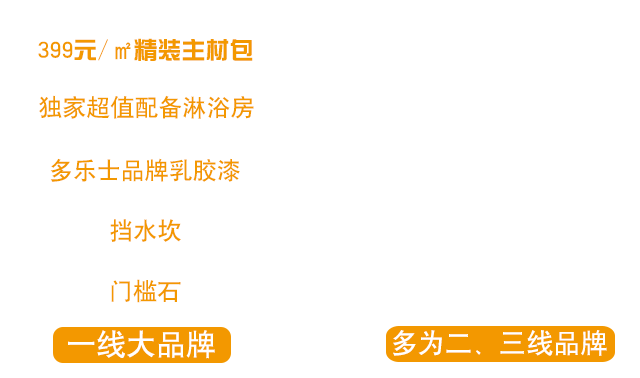 399元/㎡精装主材包
独家超值配备淋浴房
多乐士品牌乳胶漆
挡水坎
门槛石
一线大品牌
多为二、三线品牌